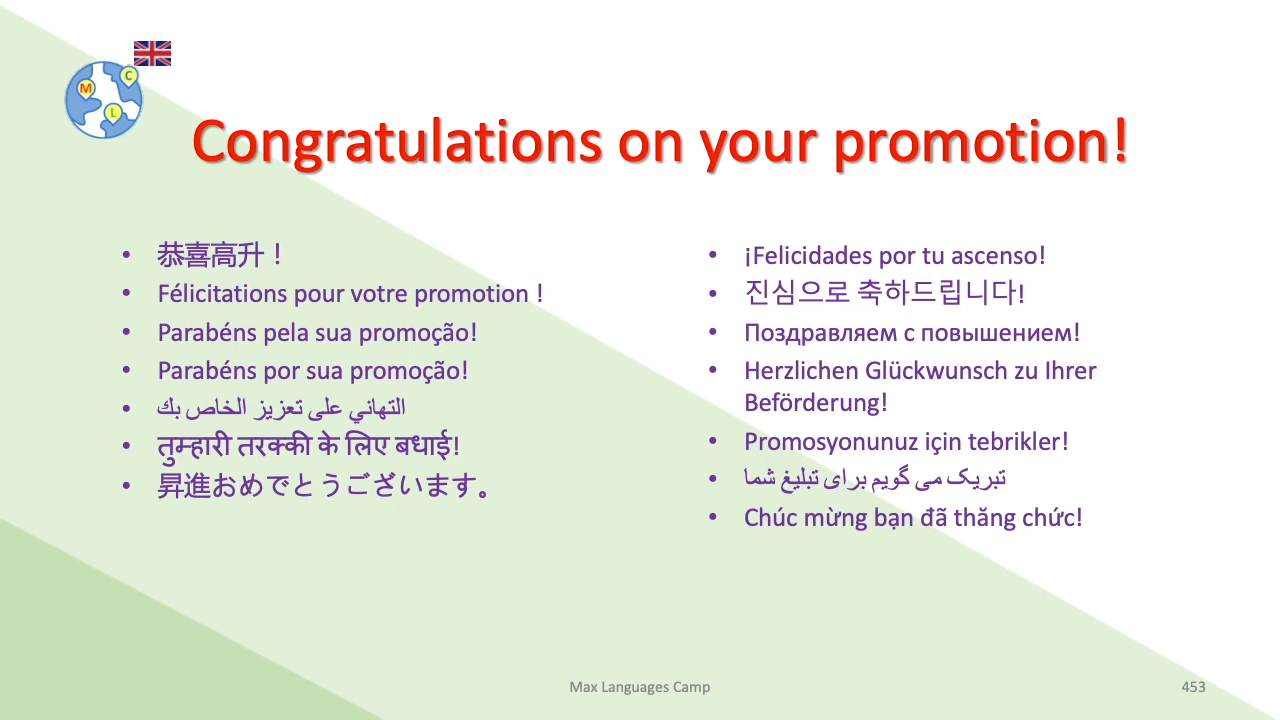 M
C
L
Congratulations on your promotion!
• 恭喜高升！
• Félicitations pour votre promotion !
• Parabéns pela sua promoção!
• Parabéns por sua promoção!
• التهاني على تعزيز الخاص بك
• तुम्हारी तरक्की के लिए बधाई!
• 昇進おめでとうございます。
• ¡Felicidades por tu ascenso!
• 진심으로 축하드립니다!
• Поздравляем с повышением!
• Herzlichen Glückwunsch zu Ihrer
Beförderung!
• Promosyonunuz için tebrikler!
• تبریک می گویم برای تبلیغ شما
• Chúc mừng bạn đã thăng chức!
Max Languages Camp
453